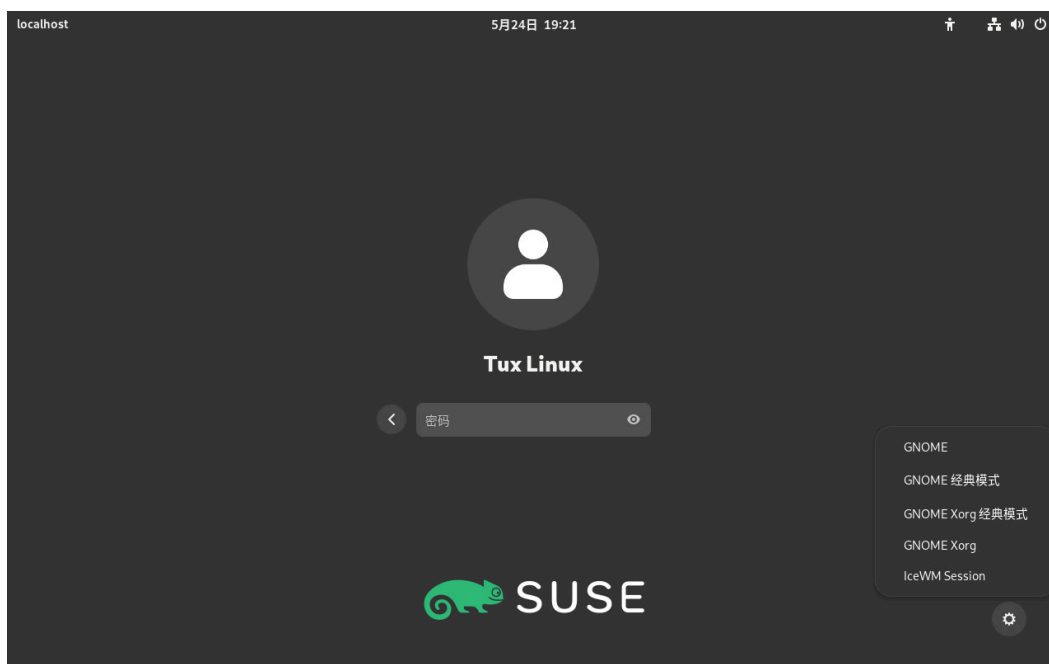 localhost
5月24日 19:21
Tux Linux
密码
GNOME
GNOME 经典模式
GNOME Xorg 经典模式
GNOME Xorg
IceWM Session
SUSE